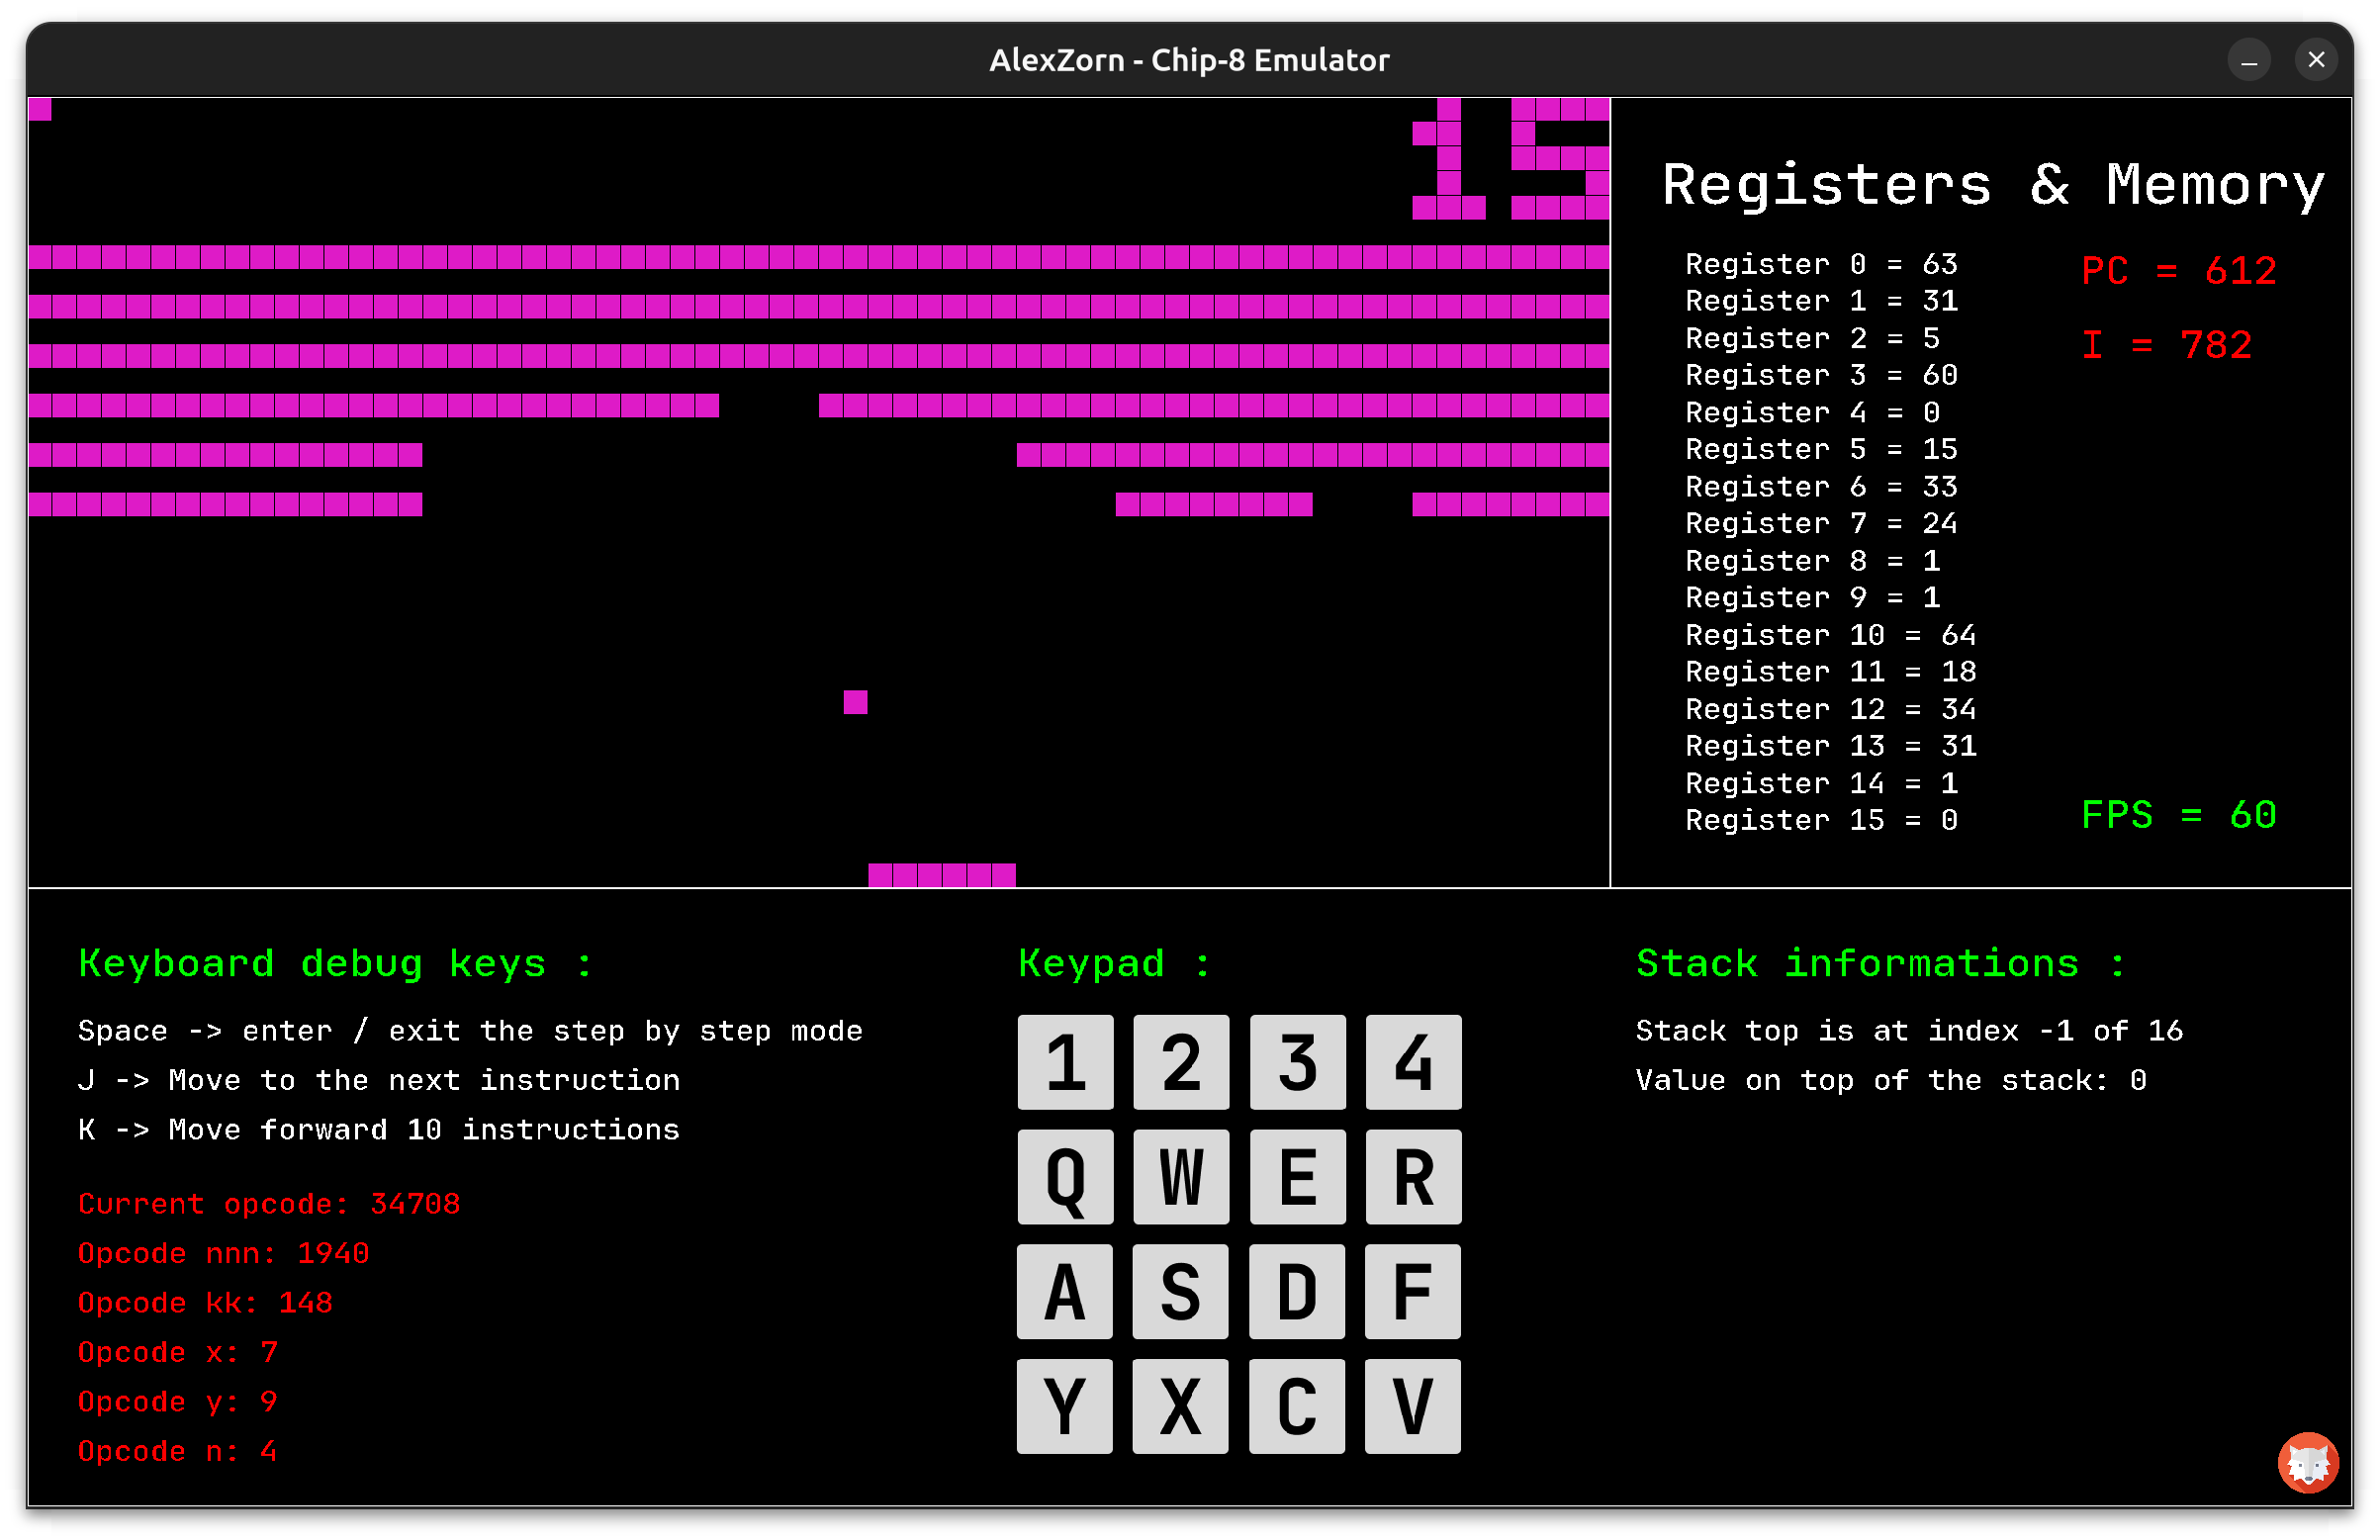 AlexZorn - Chip-8 Emulator
15
Registers & Memory
Register 0 = 63
Register 1 = 31
Register 2 = 5
Register 3 = 60
Register 4 = 0
Register 5 = 15
Register 6 = 33
Register 7 = 24
Register 8 = 1
Register 9 = 1
Register 10 = 64
Register 11 = 18
Register 12 = 34
Register 13 = 31
Register 14 = 1
Register 15 = 0
PC = 612
I = 782
FPS = 60
Keyboard debug keys :
Space -> enter / exit the step by step mode
J -> Move to the next instruction
K -> Move forward 10 instructions
Current opcode: 34708
Opcode nnn: 1940
Opcode kk: 148
Opcode x: 7
Opcode y: 9
Opcode n: 4
Keypad :
1 2 3 4
Q W E R
A S D F
Y X C V
Stack informations :
Stack top is at index -1 of 16
Value on top of the stack: 0